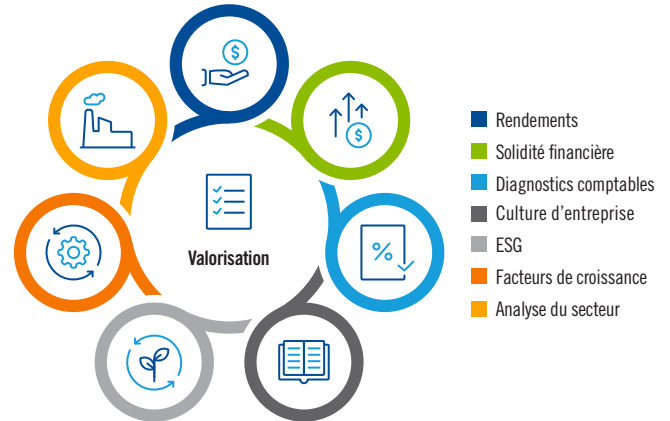 $
$
%
Valorisation
Rendements
Solidité financière
Diagnostics comptables
Culture d'entreprise
ESG
Facteurs de croissance
Analyse du secteur